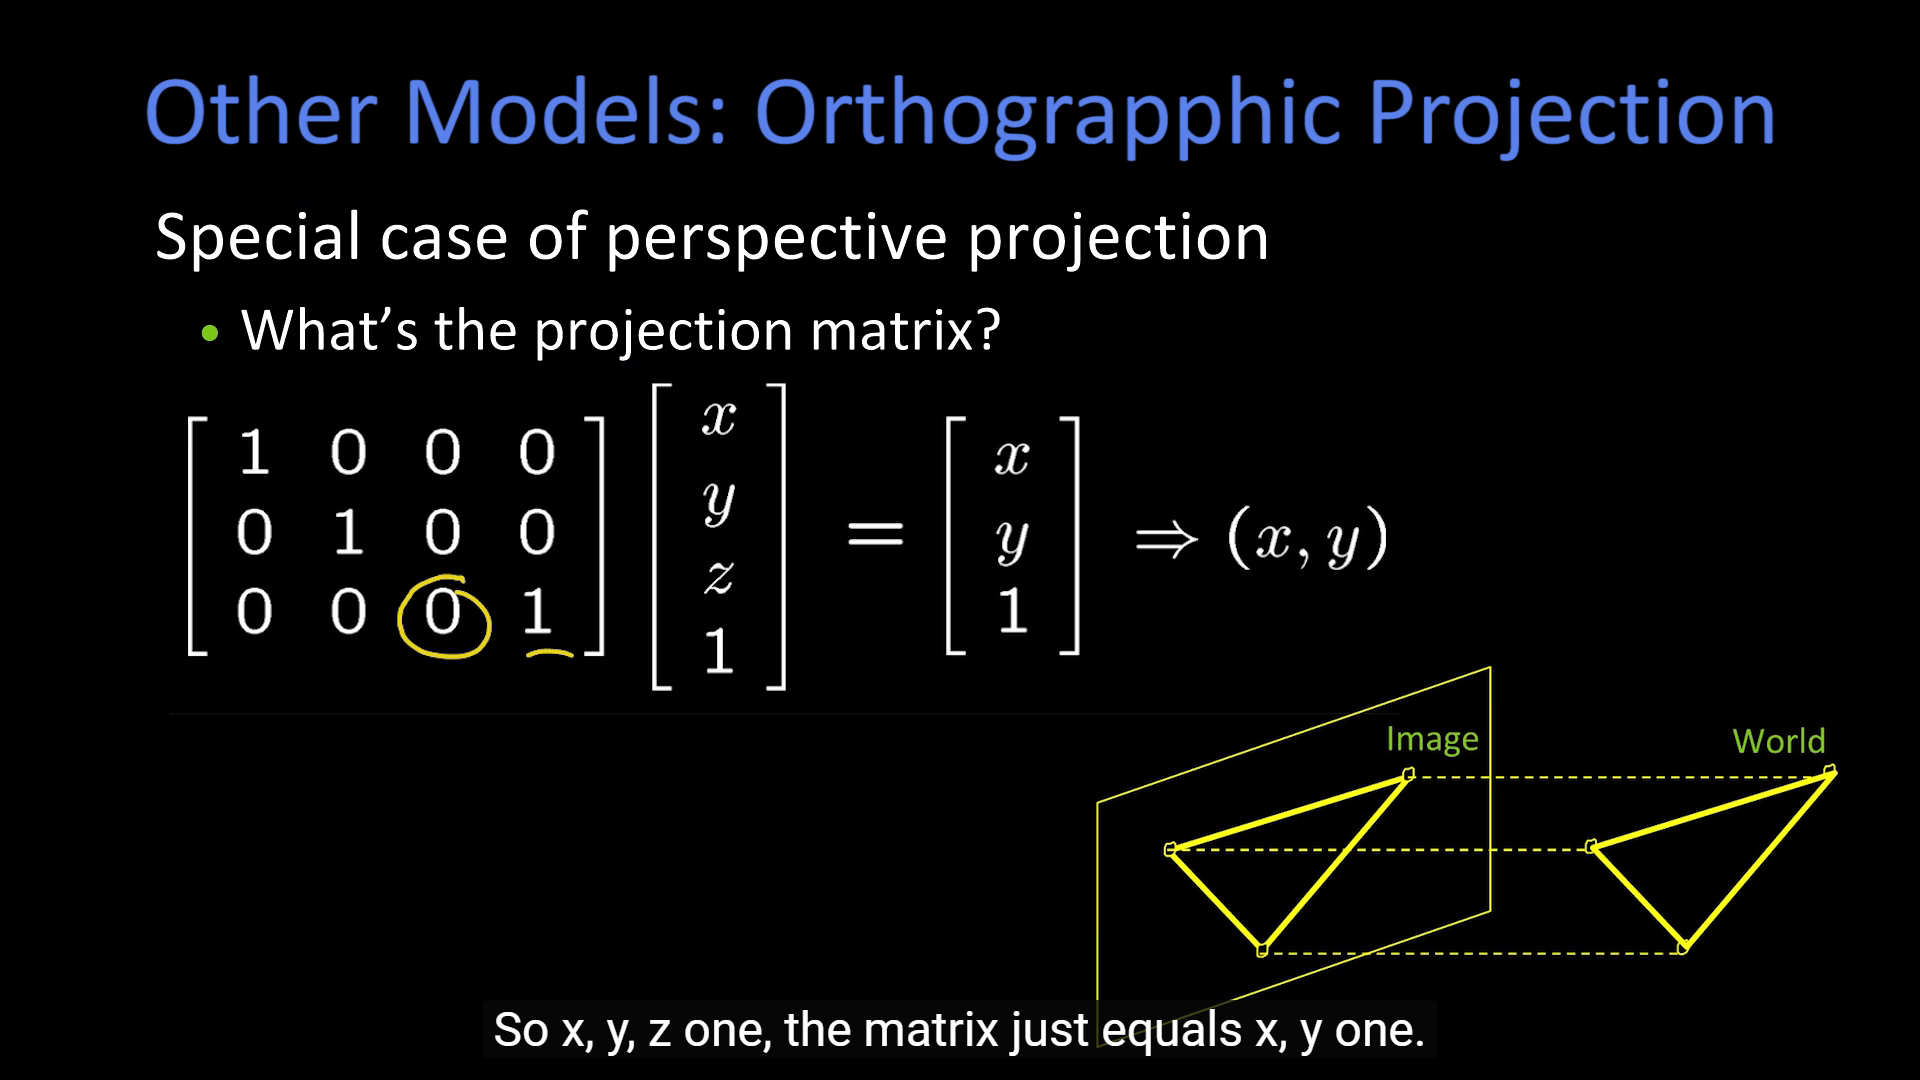 Other Models: Orthograpphic Projection
Special case of perspective projection
• What’s the projection matrix?
[ 1 0 0 0 ] [ x ] [ x ]
[ 0 1 0 0 ] [ y ] = [ y ] ⇒ (x, y)
[ 0 0 0 1 ] [ z ] [ 1 ]
[ 1 ]
Image World
So x, y, z one, the matrix just equals x, y one.